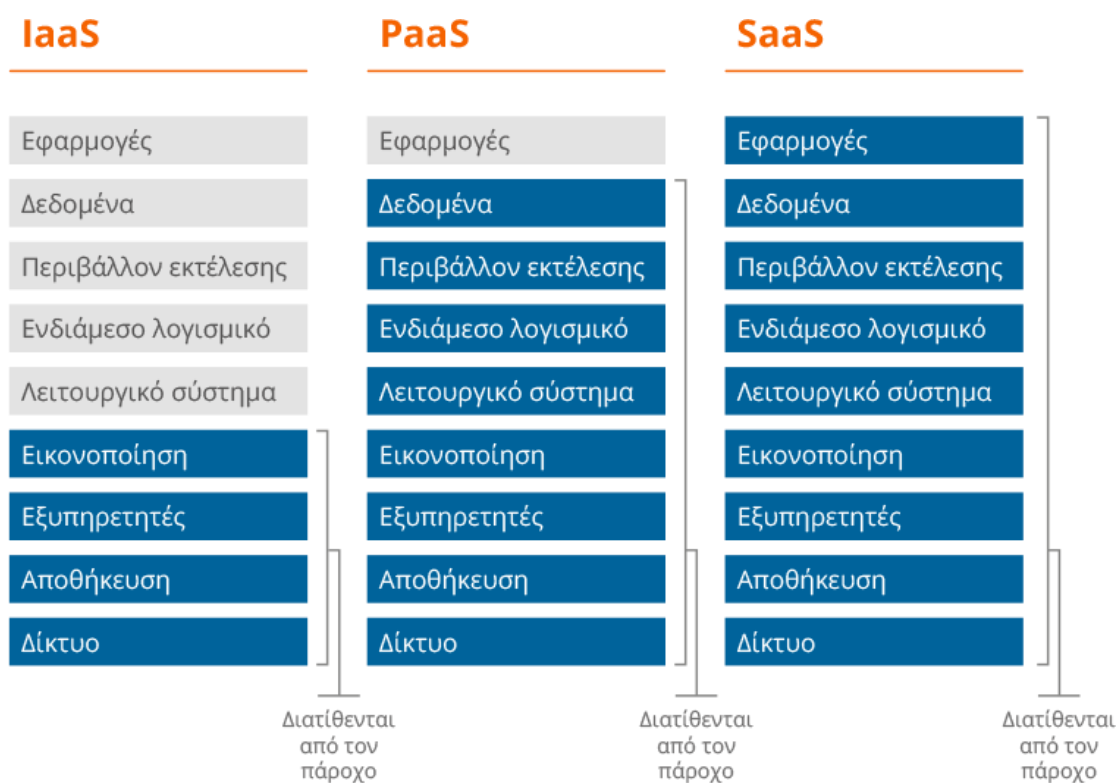 IaaS
Εφαρμογές
Δεδομένα
Περιβάλλον εκτέλεσης
Ενδιάμεσο λογισμικό
Λειτουργικό σύστημα
Εικονοποίηση
Εξυπηρετητές
Αποθήκευση
Δίκτυο
Διατίθενται
από τον
πάροχο
PaaS
Εφαρμογές
Δεδομένα
Περιβάλλον εκτέλεσης
Ενδιάμεσο λογισμικό
Λειτουργικό σύστημα
Εικονοποίηση
Εξυπηρετητές
Αποθήκευση
Δίκτυο
Διατίθενται
από τον
πάροχο
SaaS
Εφαρμογές
Δεδομένα
Περιβάλλον εκτέλεσης
Ενδιάμεσο λογισμικό
Λειτουργικό σύστημα
Εικονοποίηση
Εξυπηρετητές
Αποθήκευση
Δίκτυο
Διατίθενται
από τον
πάροχο